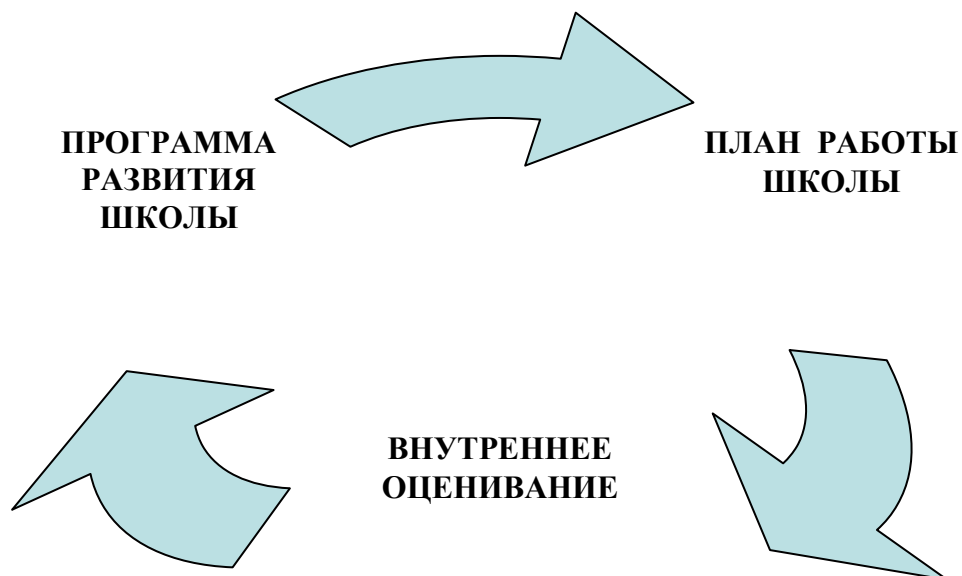 ПРОГРАММА
РАЗВИТИЯ
ШКОЛЫ
ПЛАН РАБОТЫ
ШКОЛЫ
ВНУТРЕННЕЕ
ОЦЕНИВАНИЕ